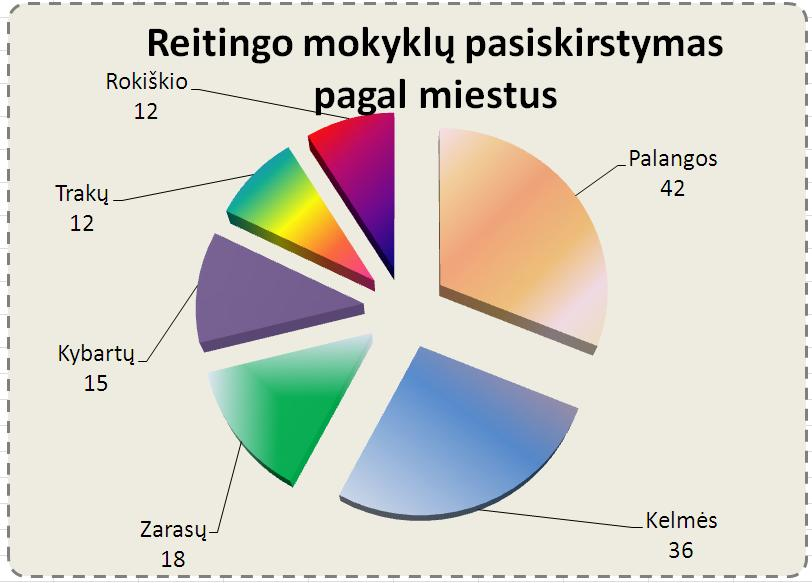 Reitingo mokyklų pasiskirstymas
pagal miestus
Rokiškio
12
Palangos
42
Trakų
12
Kybartų
15
Zarasų
18
Kelmės
36